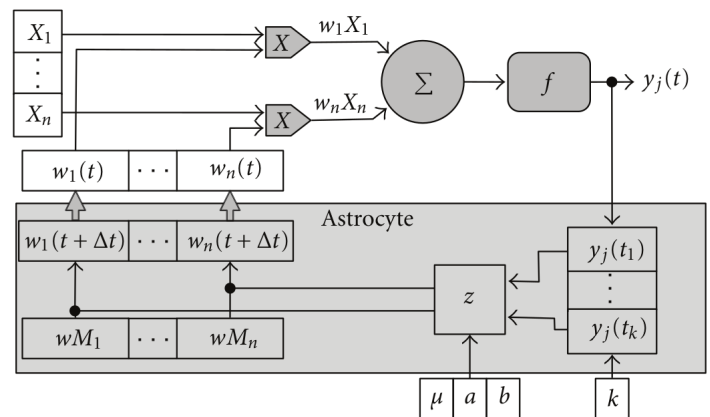 X₁ X w₁X₁
⋮
Xₙ X wₙXₙ Σ f yⱼ(t)
w₁(t) ··· wₙ(t)
Astrocyte
w₁(t + Δt) ··· wₙ(t + Δt) yⱼ(t₁)
z ⋮
wM₁ ··· wMₙ yⱼ(tₖ)
μ a b k